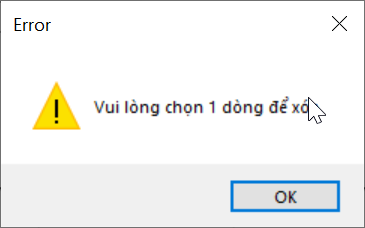 Error
Vui lòng chọn 1 dòng để
OK